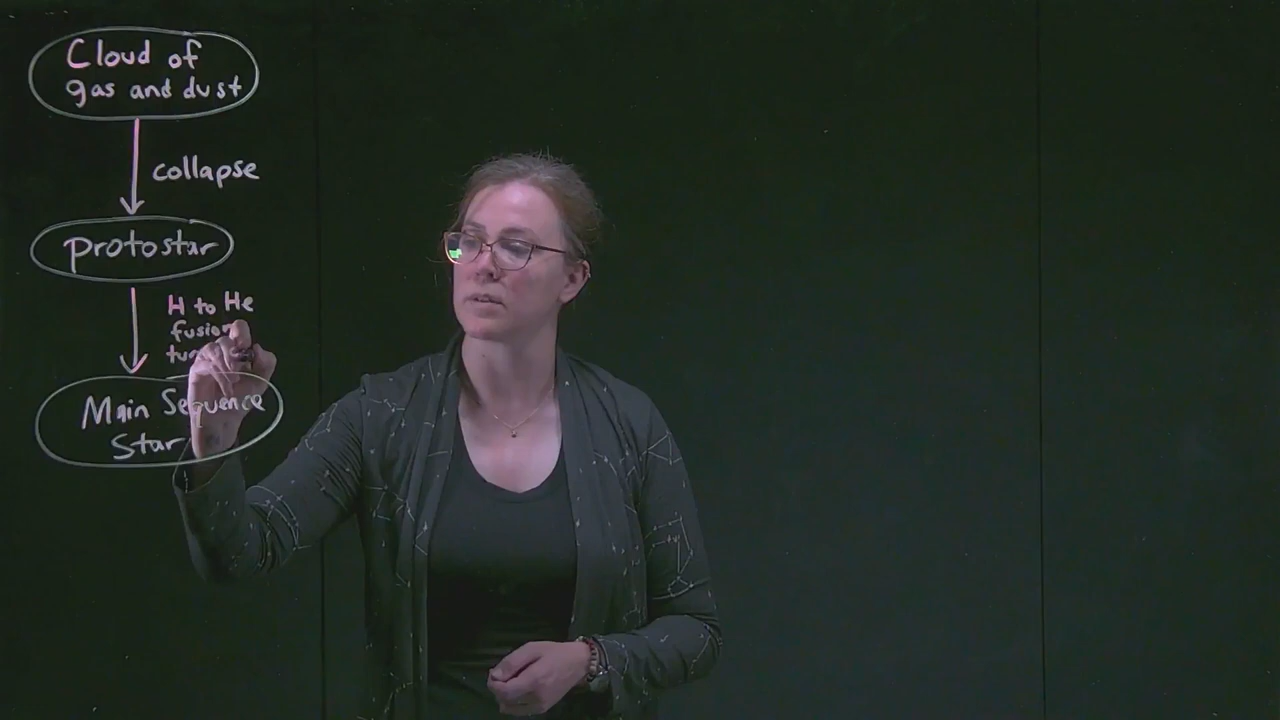 Cloud of
gas and dust
collapse
protostar
H to He
fusion
Main Sequence
Star